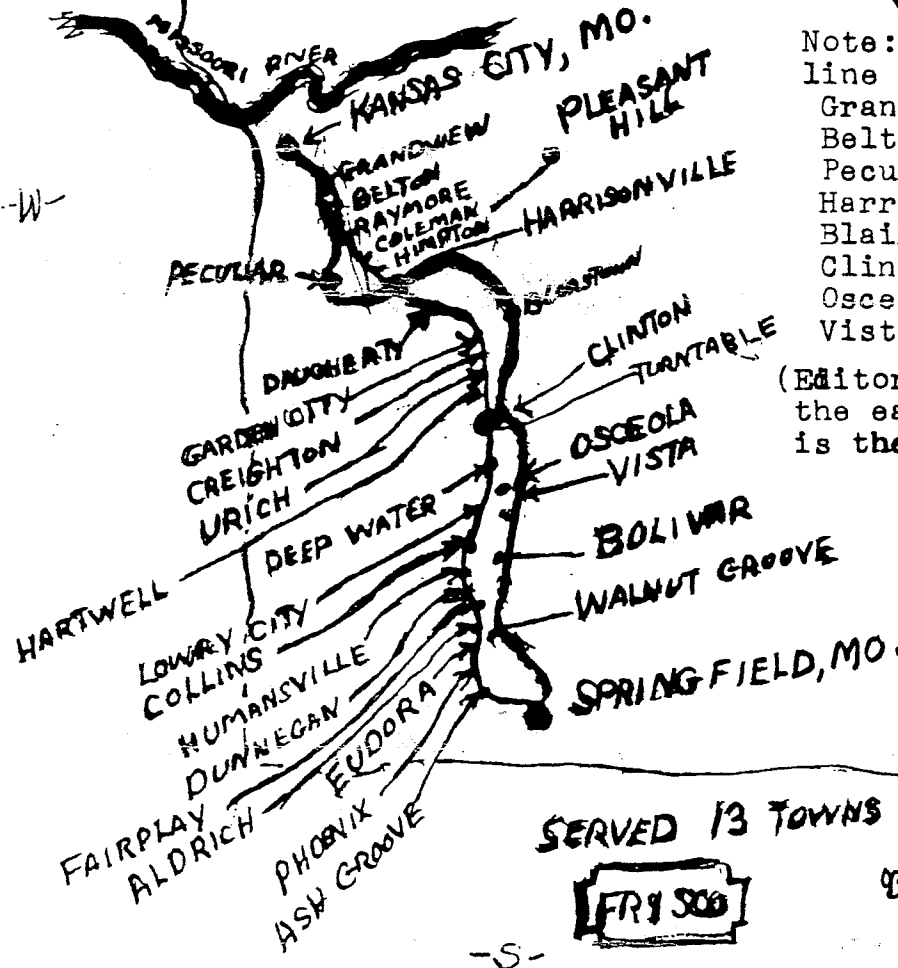 MISSOURI RIVER
KANSAS CITY, MO.
PLEASANT
HILL
Note:
line
Gran
Belt
Pecu
Harr
Blai
Clin
Osce
Vist
(Editor
the ea
is the
-W-
GRANDVIEW
BELTON
RAYMORE
COLEMAN
HARRISONVILLE
PECULIAR
CLINTON
TURNTABLE
DAUGHERTY
GARDEN CITY
CREIGHTON
URICH
HARTWELL
OSCEOLA
VISTA
DEEP WATER
BOLIVAR
WALNUT GROOVE
LOWRY CITY
COLLINS
HUMANSVILLE
DUNNEGAN
FAIRPLAY
ALDRICH
EUDORA
PHOENIX
ASH GROOVE
SPRINGFIELD, MO.
SERVED 13 TOWNS
FRISCO
-S-